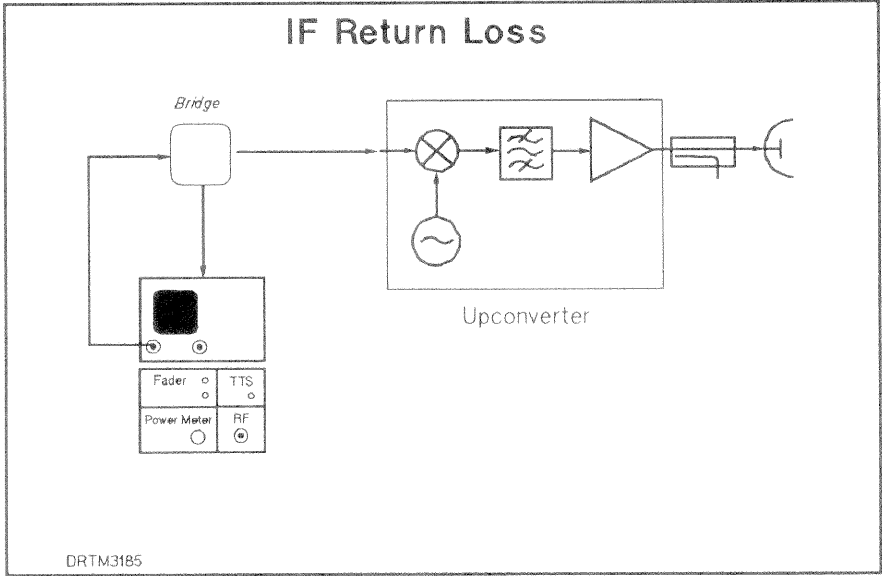 IF Return Loss
Bridge
Upconverter
Fader TTS
Power Meter RF
DRTM3185